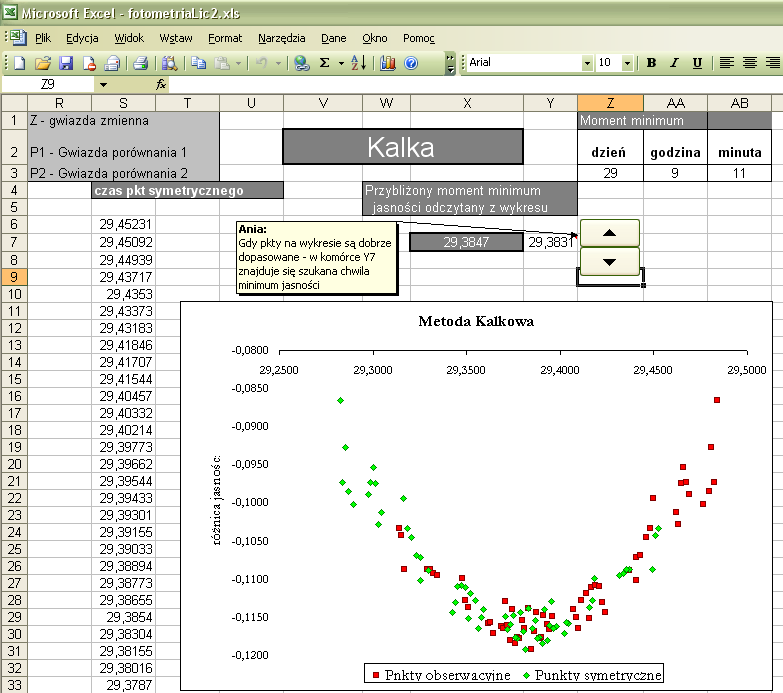 Microsoft Excel - fotometriaLic2.xls
Plik Edycja Widok Wstaw Format Narzędzia Dane Okno Pomoc
Σ Arial 10 B I U
Z9 fx
R S T U V W X Y Z AA AB
1 Z - gwiazda zmienna Moment minimum
2 P1 - Gwiazda porównania 1 Kalka dzień godzina minuta
3 P2 - Gwiazda porównania 2 29 9 11
4 czas pkt symetrycznego Przybliżony moment minimum
5 jasności odczytany z wykresu
6 29,45231
7 29,45092 29,3847 29,3831
8 29,44939
9 29,43717
Ania:
Gdy pkty na wykresie są dobrze
dopasowane - w komórce Y7
znajduje się szukana chwila
minimum jasności
10 29,4353
11 29,43373
12 29,43183
13 29,41846
14 29,41707
15 29,41544
16 29,40457
17 29,40332
18 29,40214
19 29,39773
20 29,39662
21 29,39544
22 29,39433
23 29,39301
24 29,39155
25 29,39033
26 29,38894
27 29,38773
28 29,38655
29 29,3854
30 29,38304
31 29,38155
32 29,38016
33 29,3787
Metoda Kalkowa
-0,0800
29,2500 29,3000 29,3500 29,4000 29,4500 29,5000
-0,0850
-0,0900
-0,0950
-0,1000
-0,1050
-0,1100
-0,1150
-0,1200
różnica jasnośc:
Pnkty obserwacyjne Punkty symetryczne